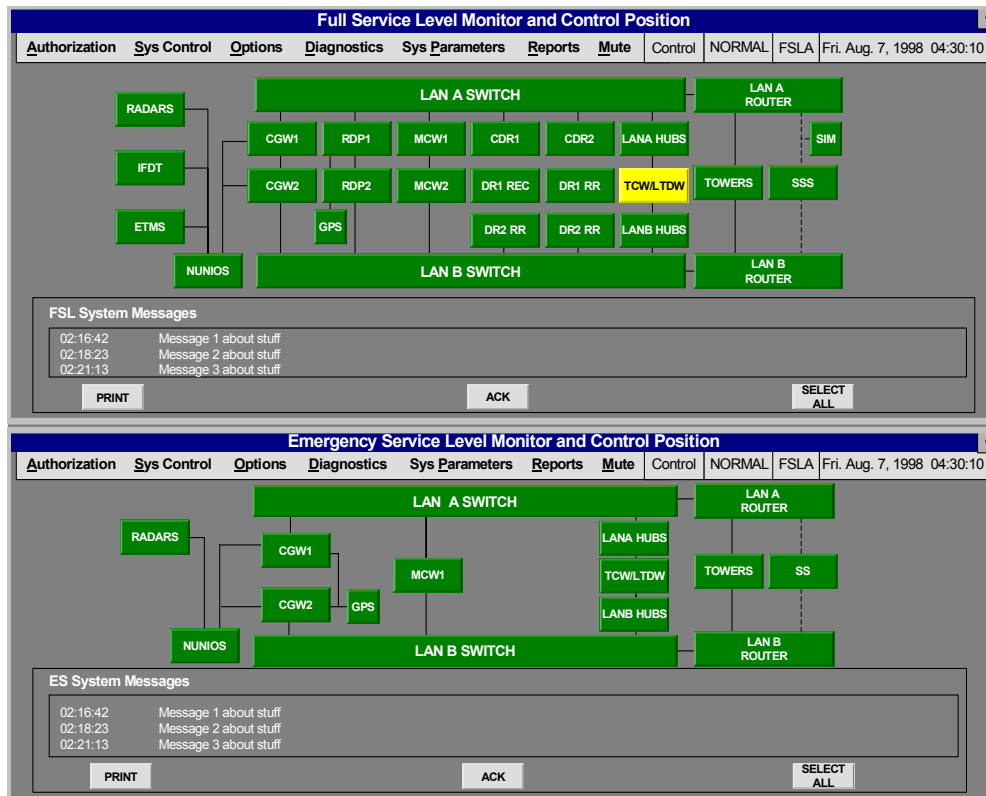 Full Service Level Monitor and Control Position
Authorization Sys Control Options Diagnostics Sys Parameters Reports Mute Control NORMAL FSLA Fri. Aug. 7, 1998 04:30:10
LAN A SWITCH
LAN A
ROUTER
RADARS
CGW1 RDP1 MCW1 CDR1 CDR2 LANA HUBS SIM
IFDT
CGW2 RDP2 MCW2 DR1 REC DR1 RR TCW/LTDW TOWERS SSS
ETMS GPS DR2 RR DR2 RR LANB HUBS
NUNIOS LAN B SWITCH
LAN B
ROUTER
FSL System Messages
02:16:42 Message 1 about stuff
02:18:23 Message 2 about stuff
02:21:13 Message 3 about stuff
PRINT ACK SELECT
ALL
Emergency Service Level Monitor and Control Position
Authorization Sys Control Options Diagnostics Sys Parameters Reports Mute Control NORMAL FSLA Fri. Aug. 7, 1998 04:30:10
LAN A SWITCH
LAN A
ROUTER
RADARS CGW1 LANA HUBS
MCW1 TCW/LTDW TOWERS SS
CGW2 GPS LANB HUBS
NUNIOS LAN B SWITCH
LAN B
ROUTER
ES System Messages
02:16:42 Message 1 about stuff
02:18:23 Message 2 about stuff
02:21:13 Message 3 about stuff
PRINT ACK SELECT
ALL